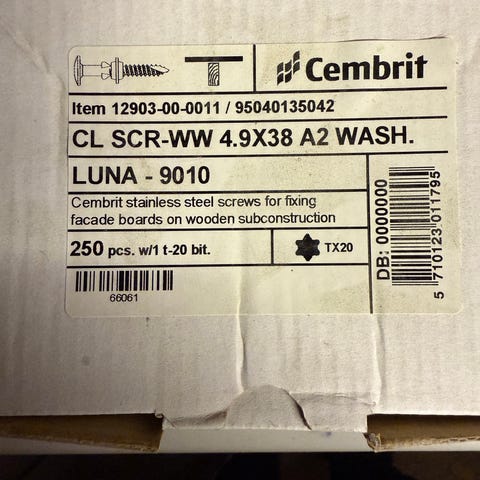 Cembrit
Item 12903-00-0011 / 95040135042
CL SCR-WW 4.9X38 A2 WASH.
LUNA - 9010
Cembrit stainless steel screws for fixing
facade boards on wooden subconstruction
250 pcs. w/1 t-20 bit.
TX20
66061
DB: 0000000
5 710123 011795